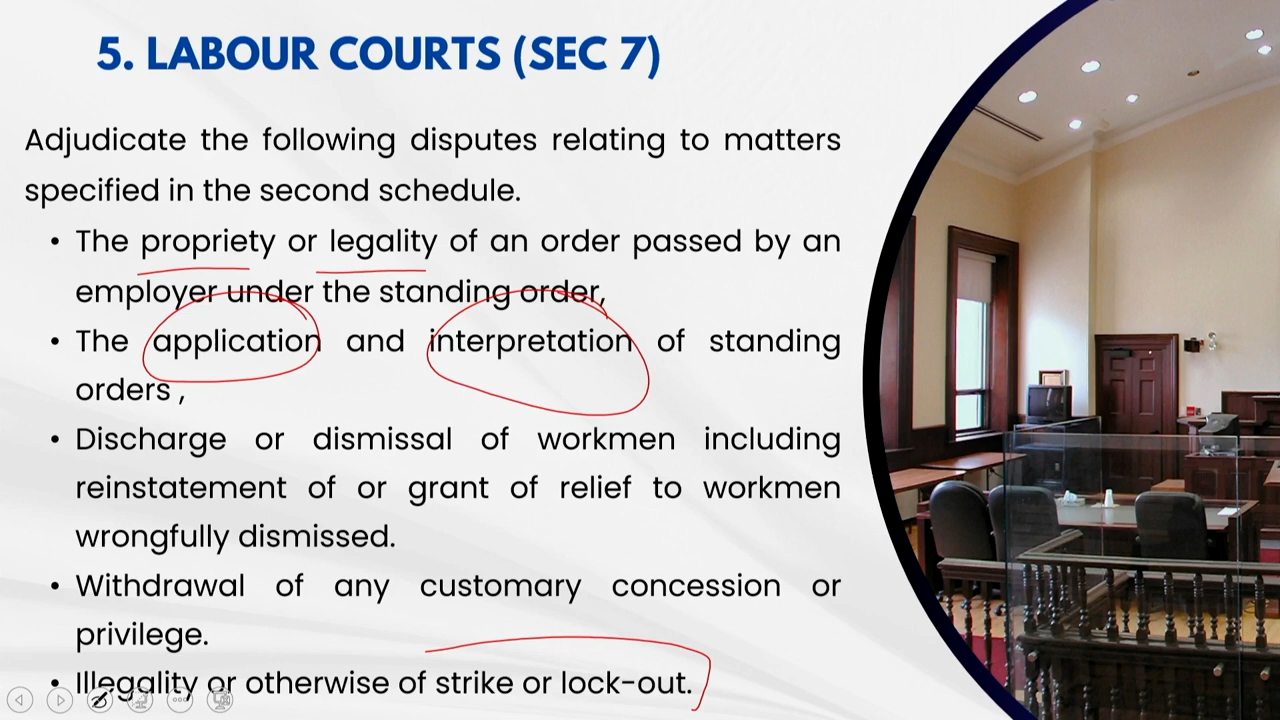 5. LABOUR COURTS (SEC 7)
Adjudicate the following disputes relating to matters
specified in the second schedule.
• The propriety or legality of an order passed by an
employer under the standing order,
• The application and interpretation of standing
orders ,
• Discharge or dismissal of workmen including
reinstatement of or grant of relief to workmen
wrongfully dismissed.
• Withdrawal of any customary concession or
privilege.
• Illegality or otherwise of strike or lock-out.